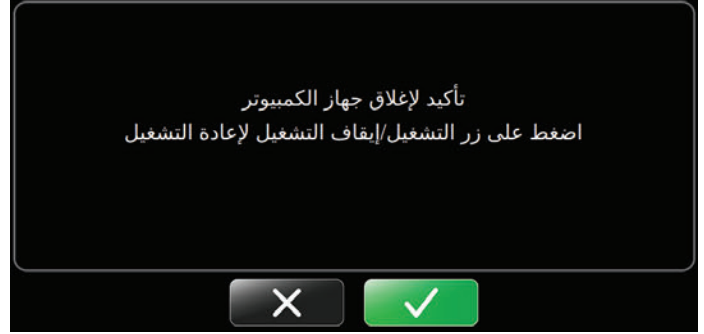 تأكيد لإغلاق جهاز الكمبيوتر
اضغط على زر التشغيل/إيقاف التشغيل لإعادة التشغيل